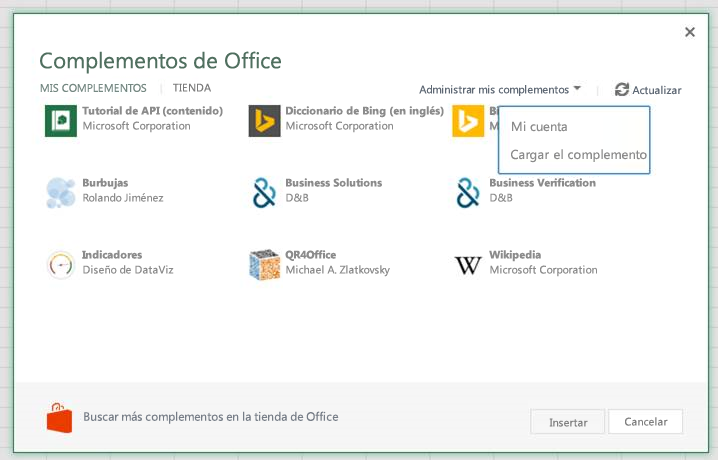 Complementos de Office
MIS COMPLEMENTOS | TIENDA
Administrar mis complementos | Actualizar
Mi cuenta
Cargar el complemento
Tutorial de API (contenido)
Microsoft Corporation
Diccionario de Bing (en inglés)
Microsoft Corporation
Burbujas
Rolando Jiménez
Business Solutions
D&B
Business Verification
D&B
Indicadores
Diseño de DataViz
QR4Office
Michael A. Zlatkovsky
Wikipedia
Microsoft Corporation
Buscar más complementos en la tienda de Office
Insertar
Cancelar